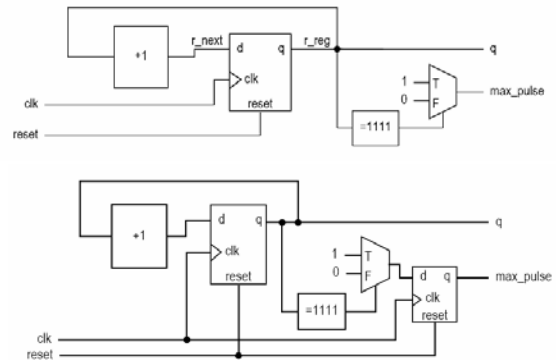 r_next
d
q
r_reg
q
+1
clk
1
T
0
F
max_pulse
clk
reset
=1111
reset
d
q
q
+1
clk
1
T
0
F
d
q
max_pulse
reset
=1111
clk
clk
reset
reset